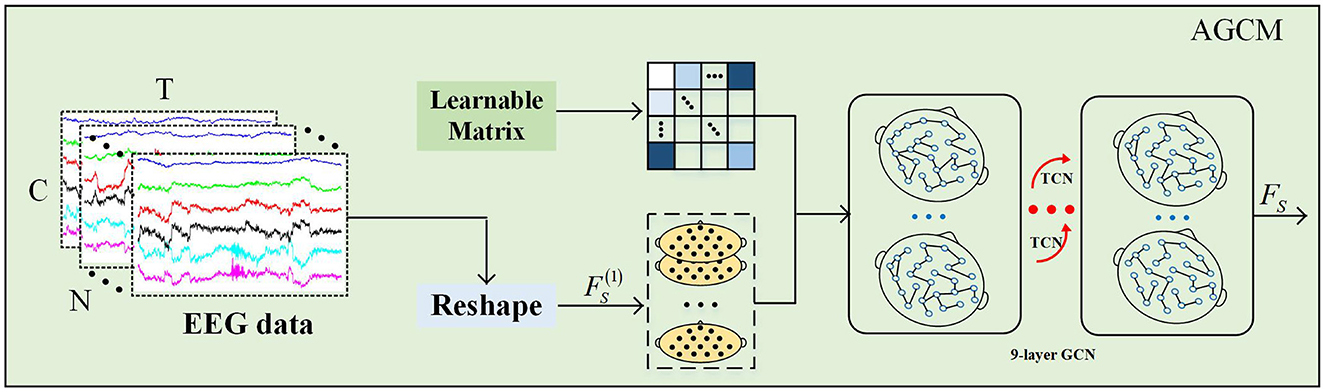 AGCM
T
C
N
EEG data
Learnable
Matrix
Reshape
F_S^{(1)}
TCN
TCN
9-layer GCN
F_S